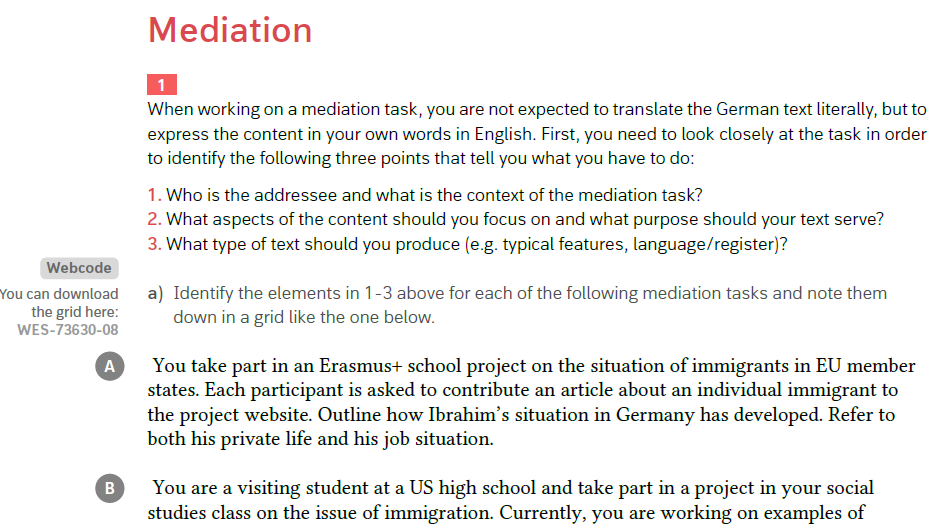 Mediation
1
When working on a mediation task, you are not expected to translate the German text literally, but to
express the content in your own words in English. First, you need to look closely at the task in order
to identify the following three points that tell you what you have to do:
1. Who is the addressee and what is the context of the mediation task?
2. What aspects of the content should you focus on and what purpose should your text serve?
3. What type of text should you produce (e.g. typical features, language/register)?
Webcode
You can download
the grid here:
WES-73630-08
a) Identify the elements in 1-3 above for each of the following mediation tasks and note them
down in a grid like the one below.
A
You take part in an Erasmus+ school project on the situation of immigrants in EU member
states. Each participant is asked to contribute an article about an individual immigrant to
the project website. Outline how Ibrahim's situation in Germany has developed. Refer to
both his private life and his job situation.
B
You are a visiting student at a US high school and take part in a project in your social
studies class on the issue of immigration. Currently, you are working on examples of